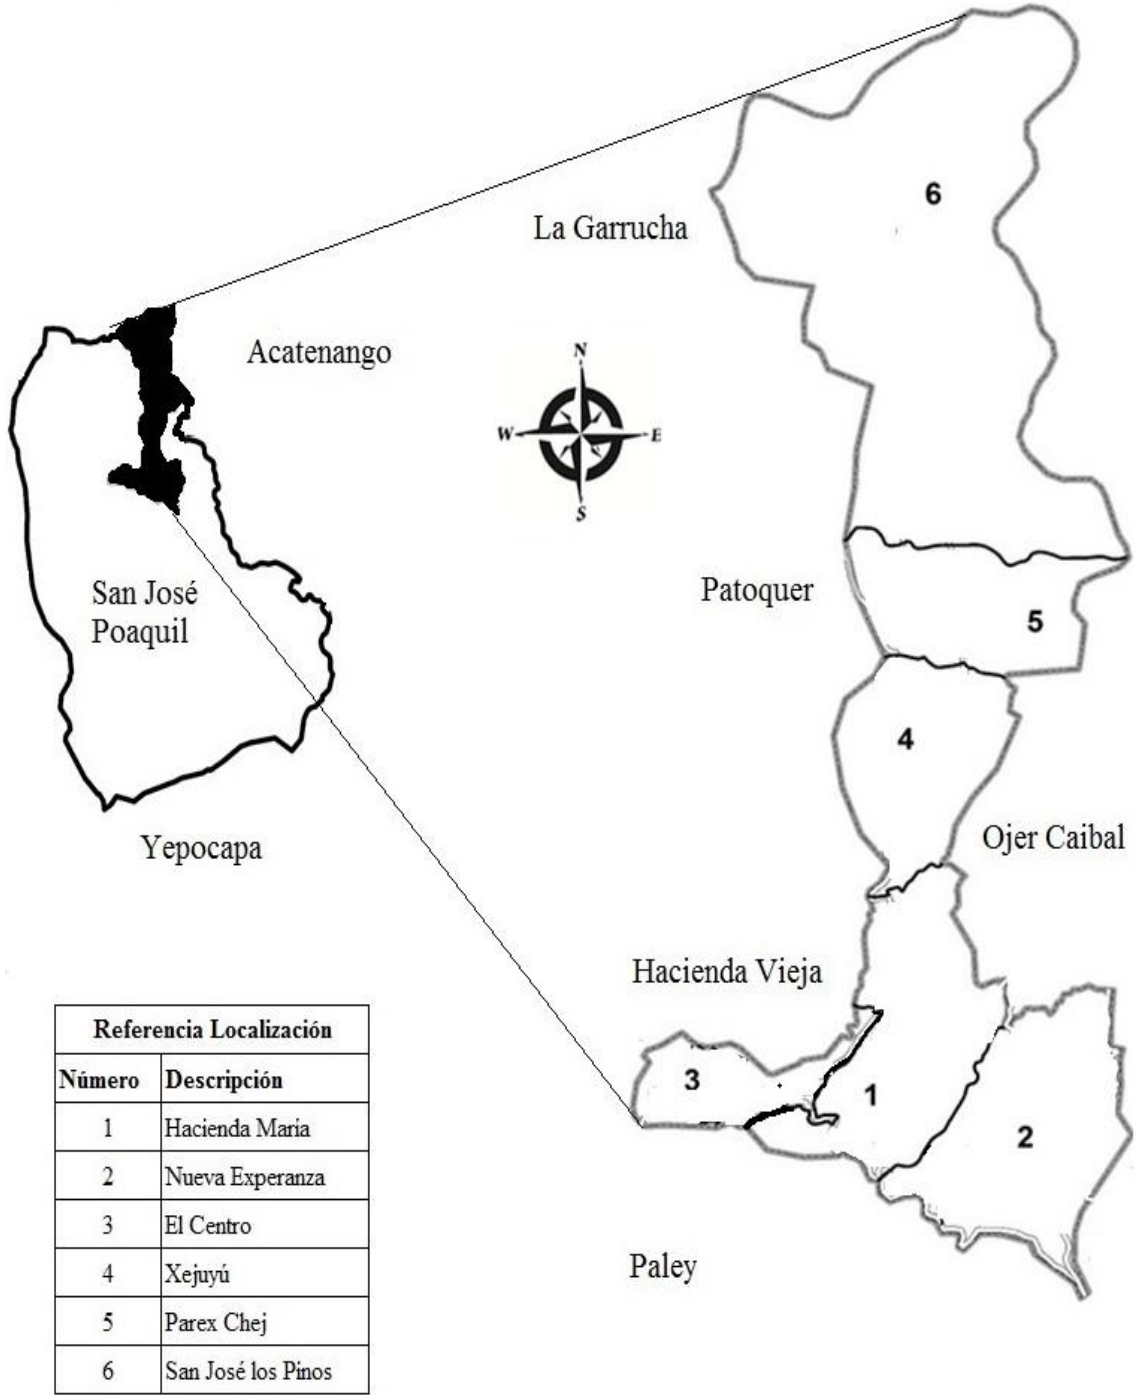 6
La Garrucha
Acatenango
N
W
E
S
San José
Poaquil
Patoquer
5
4
Yepocapa
Ojer Caibal
Hacienda Vieja
3
1
2
Paley
Referencia Localización
Número Descripción
1 Hacienda Maria
2 Nueva Experanza
3 El Centro
4 Xejuyú
5 Parex Chej
6 San José los Pinos